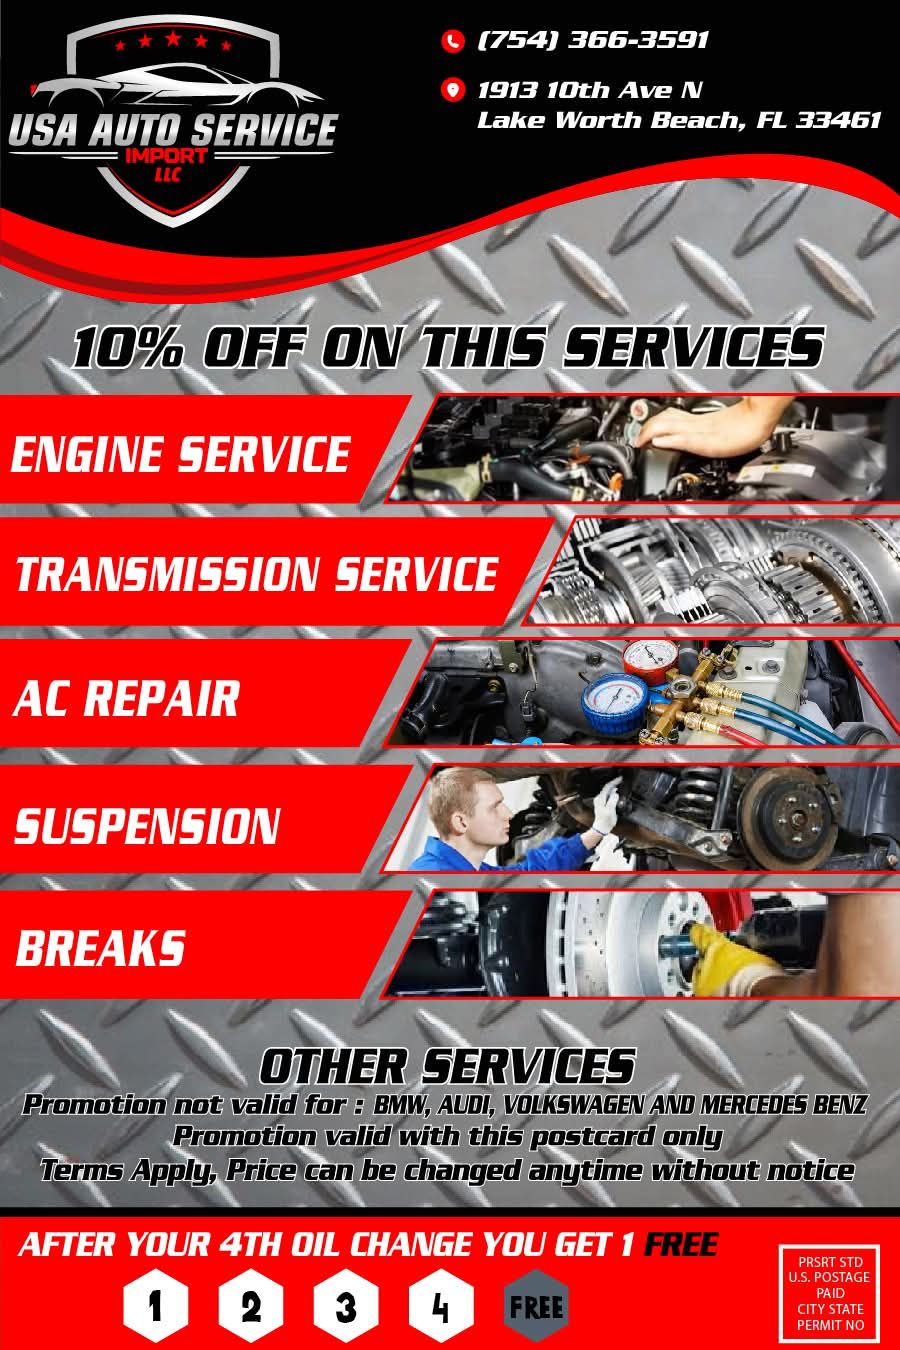 USA AUTO SERVICE
IMPORT
LLC
(754) 366-3591
1913 10th Ave N
Lake Worth Beach, FL 33461
10% OFF ON THIS SERVICES
ENGINE SERVICE
TRANSMISSION SERVICE
AC REPAIR
SUSPENSION
BREAKS
OTHER SERVICES
Promotion not valid for : BMW, AUDI, VOLKSWAGEN AND MERCEDES BENZ
Promotion valid with this postcard only
Terms Apply, Price can be changed anytime without notice
AFTER YOUR 4TH OIL CHANGE YOU GET 1 FREE
1 2 3 4 FREE
PRSRT STD
U.S. POSTAGE
PAID
CITY STATE
PERMIT NO